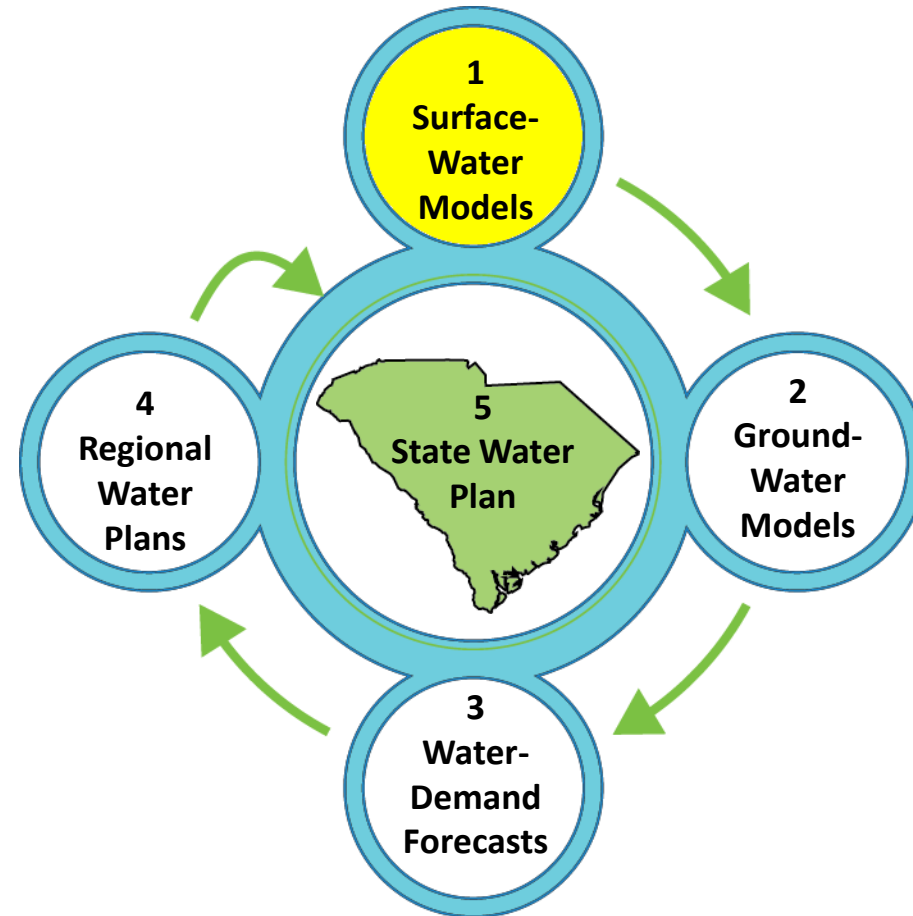 1
Surface-
Water
Models
2
Ground-
Water
Models
3
Water-
Demand
Forecasts
4
Regional
Water
Plans
5
State Water
Plan